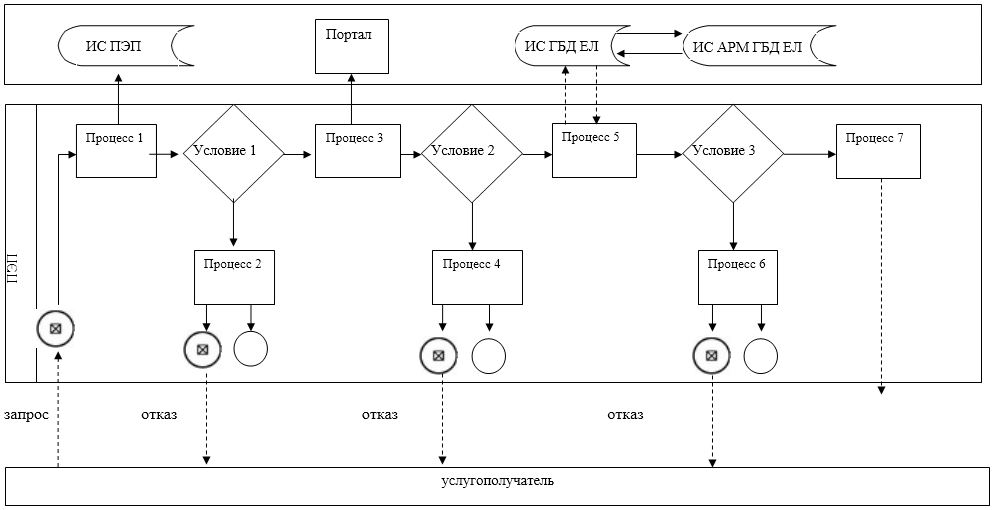 ИС ПЭП
Портал
ИС ГБД ЕЛ
ИС АРМ ГБД ЕЛ
Процесс 1
Условие 1
Процесс 3
Условие 2
Процесс 5
Условие 3
Процесс 7
ПЭП
Процесс 2
Процесс 4
Процесс 6
запрос
отказ
отказ
отказ
услугополучатель